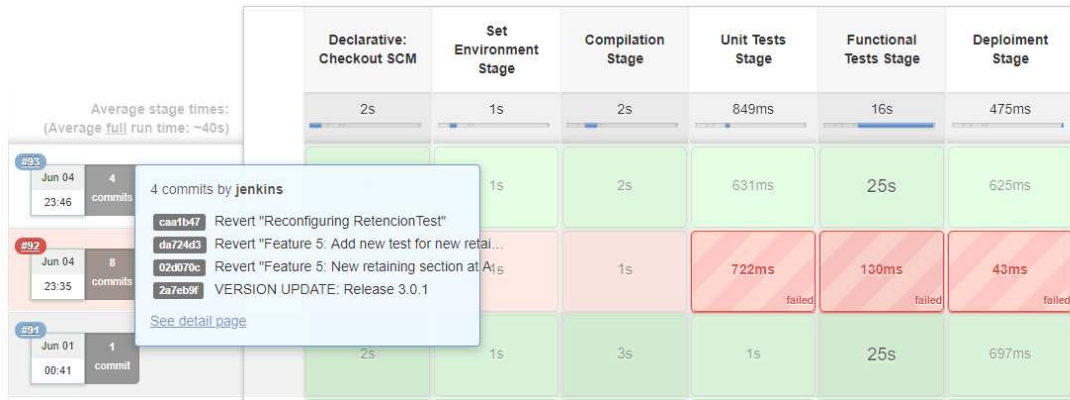 Declarative: Checkout SCM
Set Environment Stage
Compilation Stage
Unit Tests Stage
Functional Tests Stage
Deploiment Stage
Average stage times:
(Average full run time: ~40s)
2s
1s
2s
849ms
16s
475ms
#93
Jun 04
23:46
4
commits
1s
2s
631ms
25s
625ms
4 commits by jenkins
caa1b47 Revert "Reconfiguring RetencionTest"
da724d3 Revert "Feature 5: Add new test for new retai...
02d070c Revert "Feature 5: New retaining section at A
2a7eb9f VERSION UPDATE: Release 3.0.1
See detail page
#92
Jun 04
23:35
8
commits
1s
1s
722ms
failed
130ms
failed
43ms
failed
#91
Jun 01
00:41
1
commit
2s
1s
3s
1s
25s
697ms